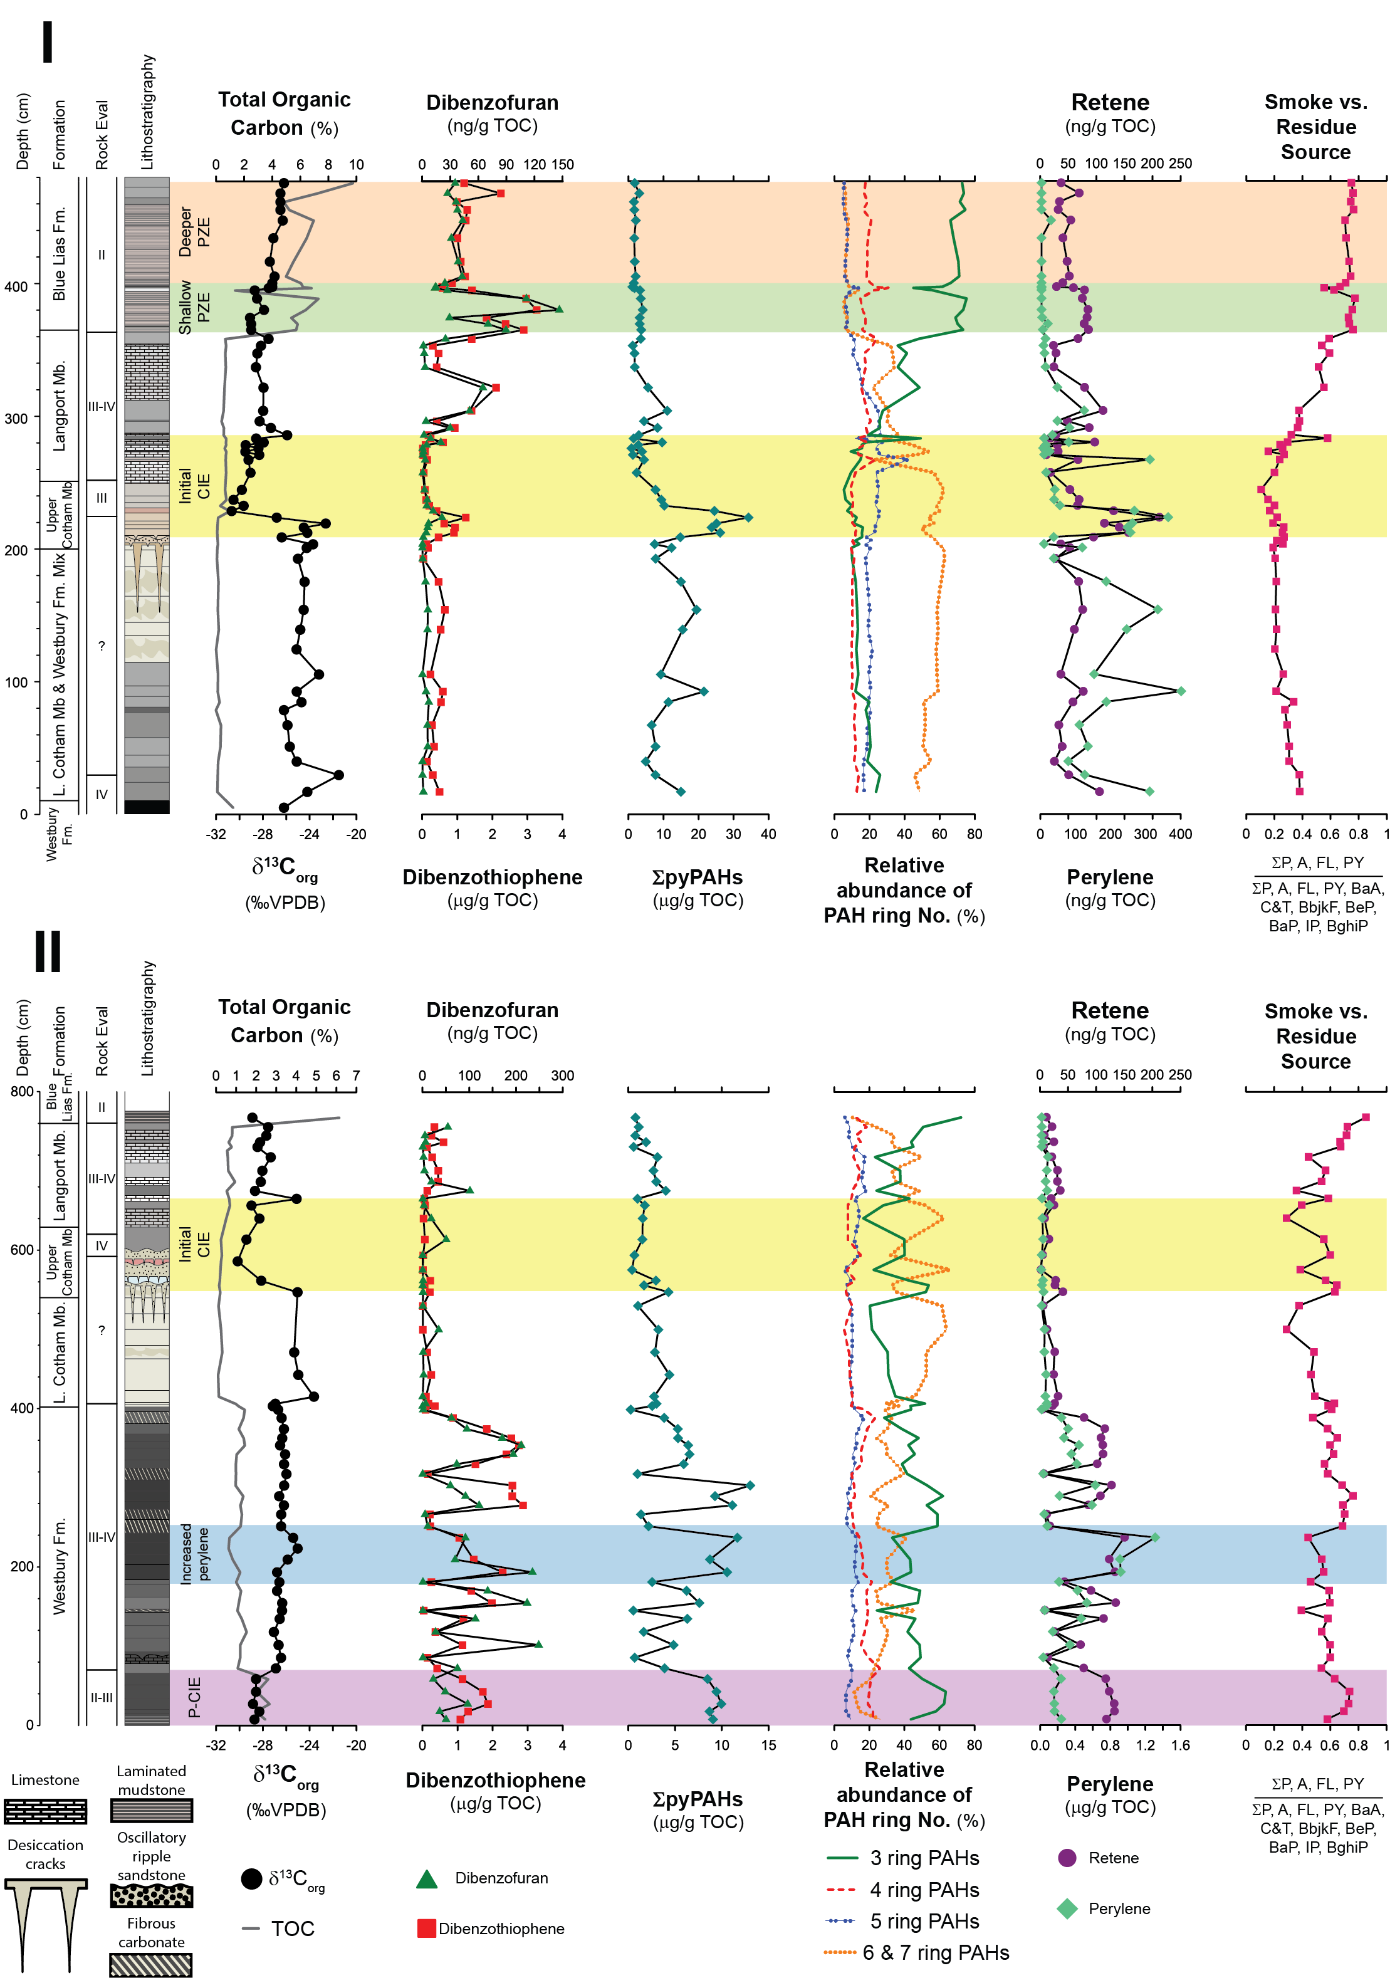 I
Depth (cm)
Formation
Rock Eval
Lithostratigraphy
Total Organic
Carbon (%)
Dibenzofuran
(ng/g TOC)
Retene
(ng/g TOC)
Smoke vs.
Residue
Source
0 2 4 6 8 10
0 30 60 90 120 150
0 50 100 150 200 250
400
300
200
100
0
Blue Lias Fm.
Langport Mb.
Upper
Cotham Mb
L. Cotham Mb & Westbury Fm. Mix
Westbury
Fm.
II
III-IV
III
?
IV
Deeper
PZE
Shallow
PZE
Initial
CIE
-32 -28 -24 -20
0 1 2 3 4
0 10 20 30 40
0 20 40 60 80
0 100 200 300 400
0 0.2 0.4 0.6 0.8 1
δ13Corg
(‰VPDB)
Dibenzothiophene
(µg/g TOC)
ΣpyPAHs
(µg/g TOC)
Relative
abundance of
PAH ring No. (%)
Perylene
(ng/g TOC)
ΣP, A, FL, PY
ΣP, A, FL, PY, BaA,
C&T, BbjkF, BeP,
BaP, IP, BghiP
II
Depth (cm)
Formation
Rock Eval
Lithostratigraphy
Total Organic
Carbon (%)
Dibenzofuran
(ng/g TOC)
Retene
(ng/g TOC)
Smoke vs.
Residue
Source
0 1 2 3 4 5 6 7
0 100 200 300
0 50 100 150 200 250
800
600
400
200
0
Blue
Lias Fm.
Langport Mb.
Upper
Cotham Mb
L. Cotham Mb.
Westbury Fm.
II
III-IV
IV
?
III-IV
II-III
Initial
CIE
Increased
perylene
P-CIE
-32 -28 -24 -20
0 1 2 3 4
0 5 10 15
0 20 40 60 80
0.0 0.4 0.8 1.2 1.6
0 0.2 0.4 0.6 0.8 1
δ13Corg
(‰VPDB)
Dibenzothiophene
(µg/g TOC)
ΣpyPAHs
(µg/g TOC)
Relative
abundance of
PAH ring No. (%)
Perylene
(µg/g TOC)
ΣP, A, FL, PY
ΣP, A, FL, PY, BaA,
C&T, BbjkF, BeP,
BaP, IP, BghiP
Limestone
Laminated
mudstone
Desiccation
cracks
Oscillatory
ripple
sandstone
Fibrous
carbonate
δ13Corg
TOC
Dibenzofuran
Dibenzothiophene
3 ring PAHs
4 ring PAHs
5 ring PAHs
6 & 7 ring PAHs
Retene
Perylene